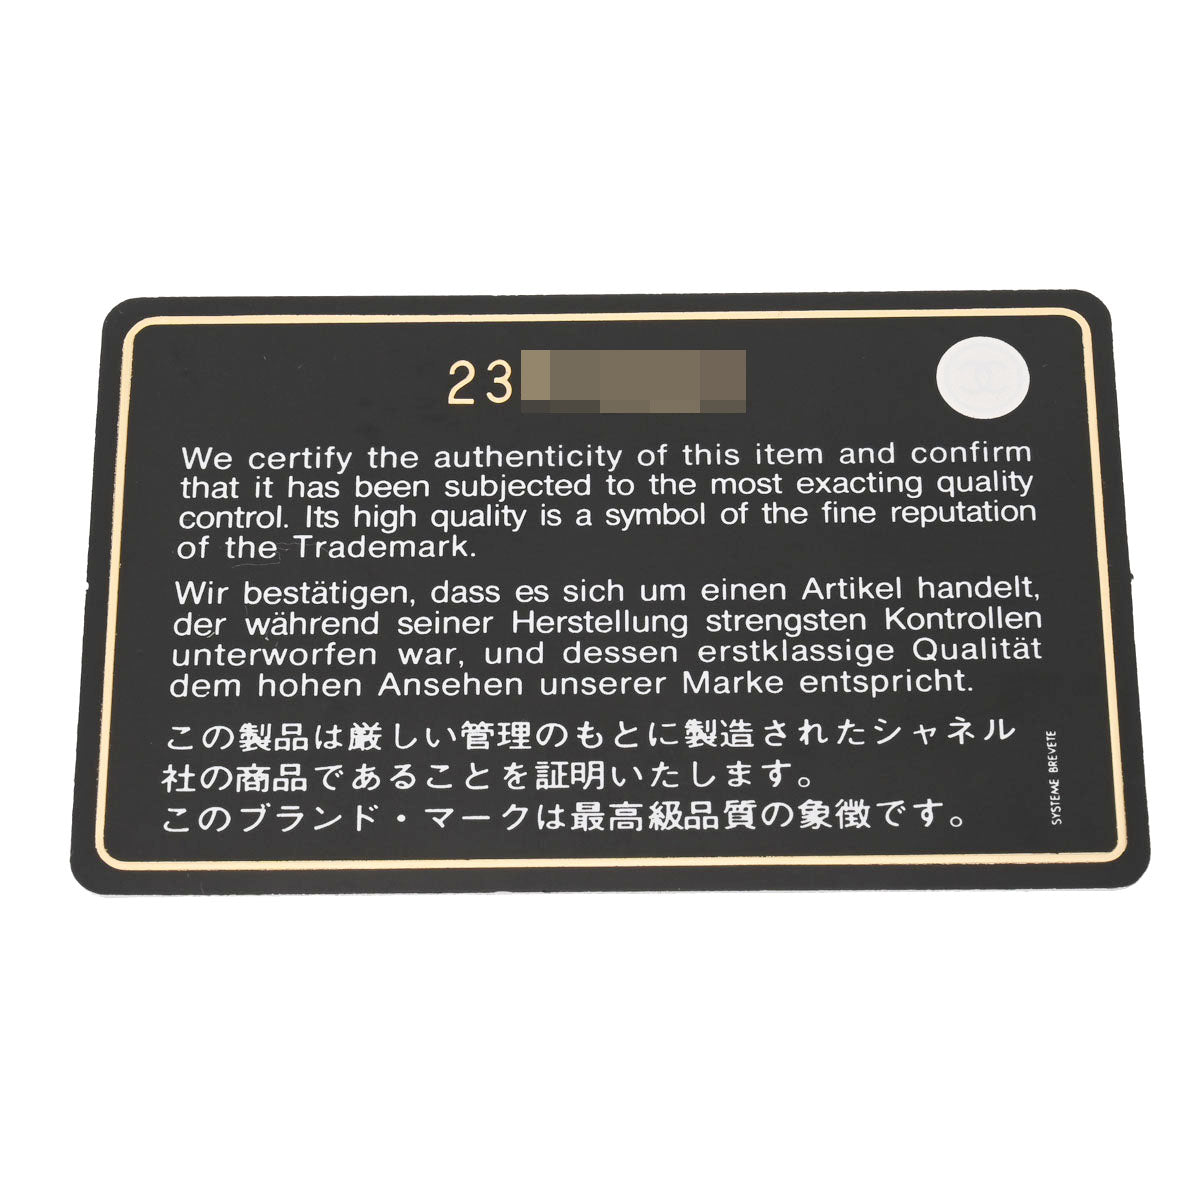 23
We certify the authenticity of this item and confirm
that it has been subjected to the most exacting quality
control. Its high quality is a symbol of the fine reputation
of the Trademark.
Wir bestätigen, dass es sich um einen Artikel handelt,
der während seiner Herstellung strengsten Kontrollen
unterworfen war, und dessen erstklassige Qualität
dem hohen Ansehen unserer Marke entspricht.
この製品は厳しい管理のもとに製造されたシャネル
社の商品であることを証明いたします。
このブランド・マークは最高級品質の象徴です。
SYSTEME BREVETE